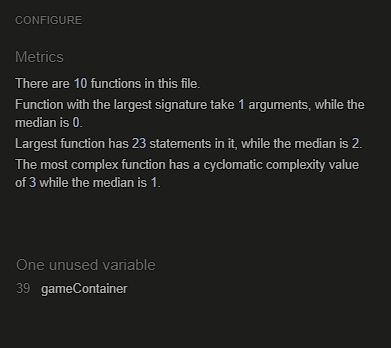 CONFIGURE
Metrics
There are 10 functions in this file.
Function with the largest signature take 1 arguments, while the
median is 0.
Largest function has 23 statements in it, while the median is 2.
The most complex function has a cyclomatic complexity value
of 3 while the median is 1.
One unused variable
39 gameContainer